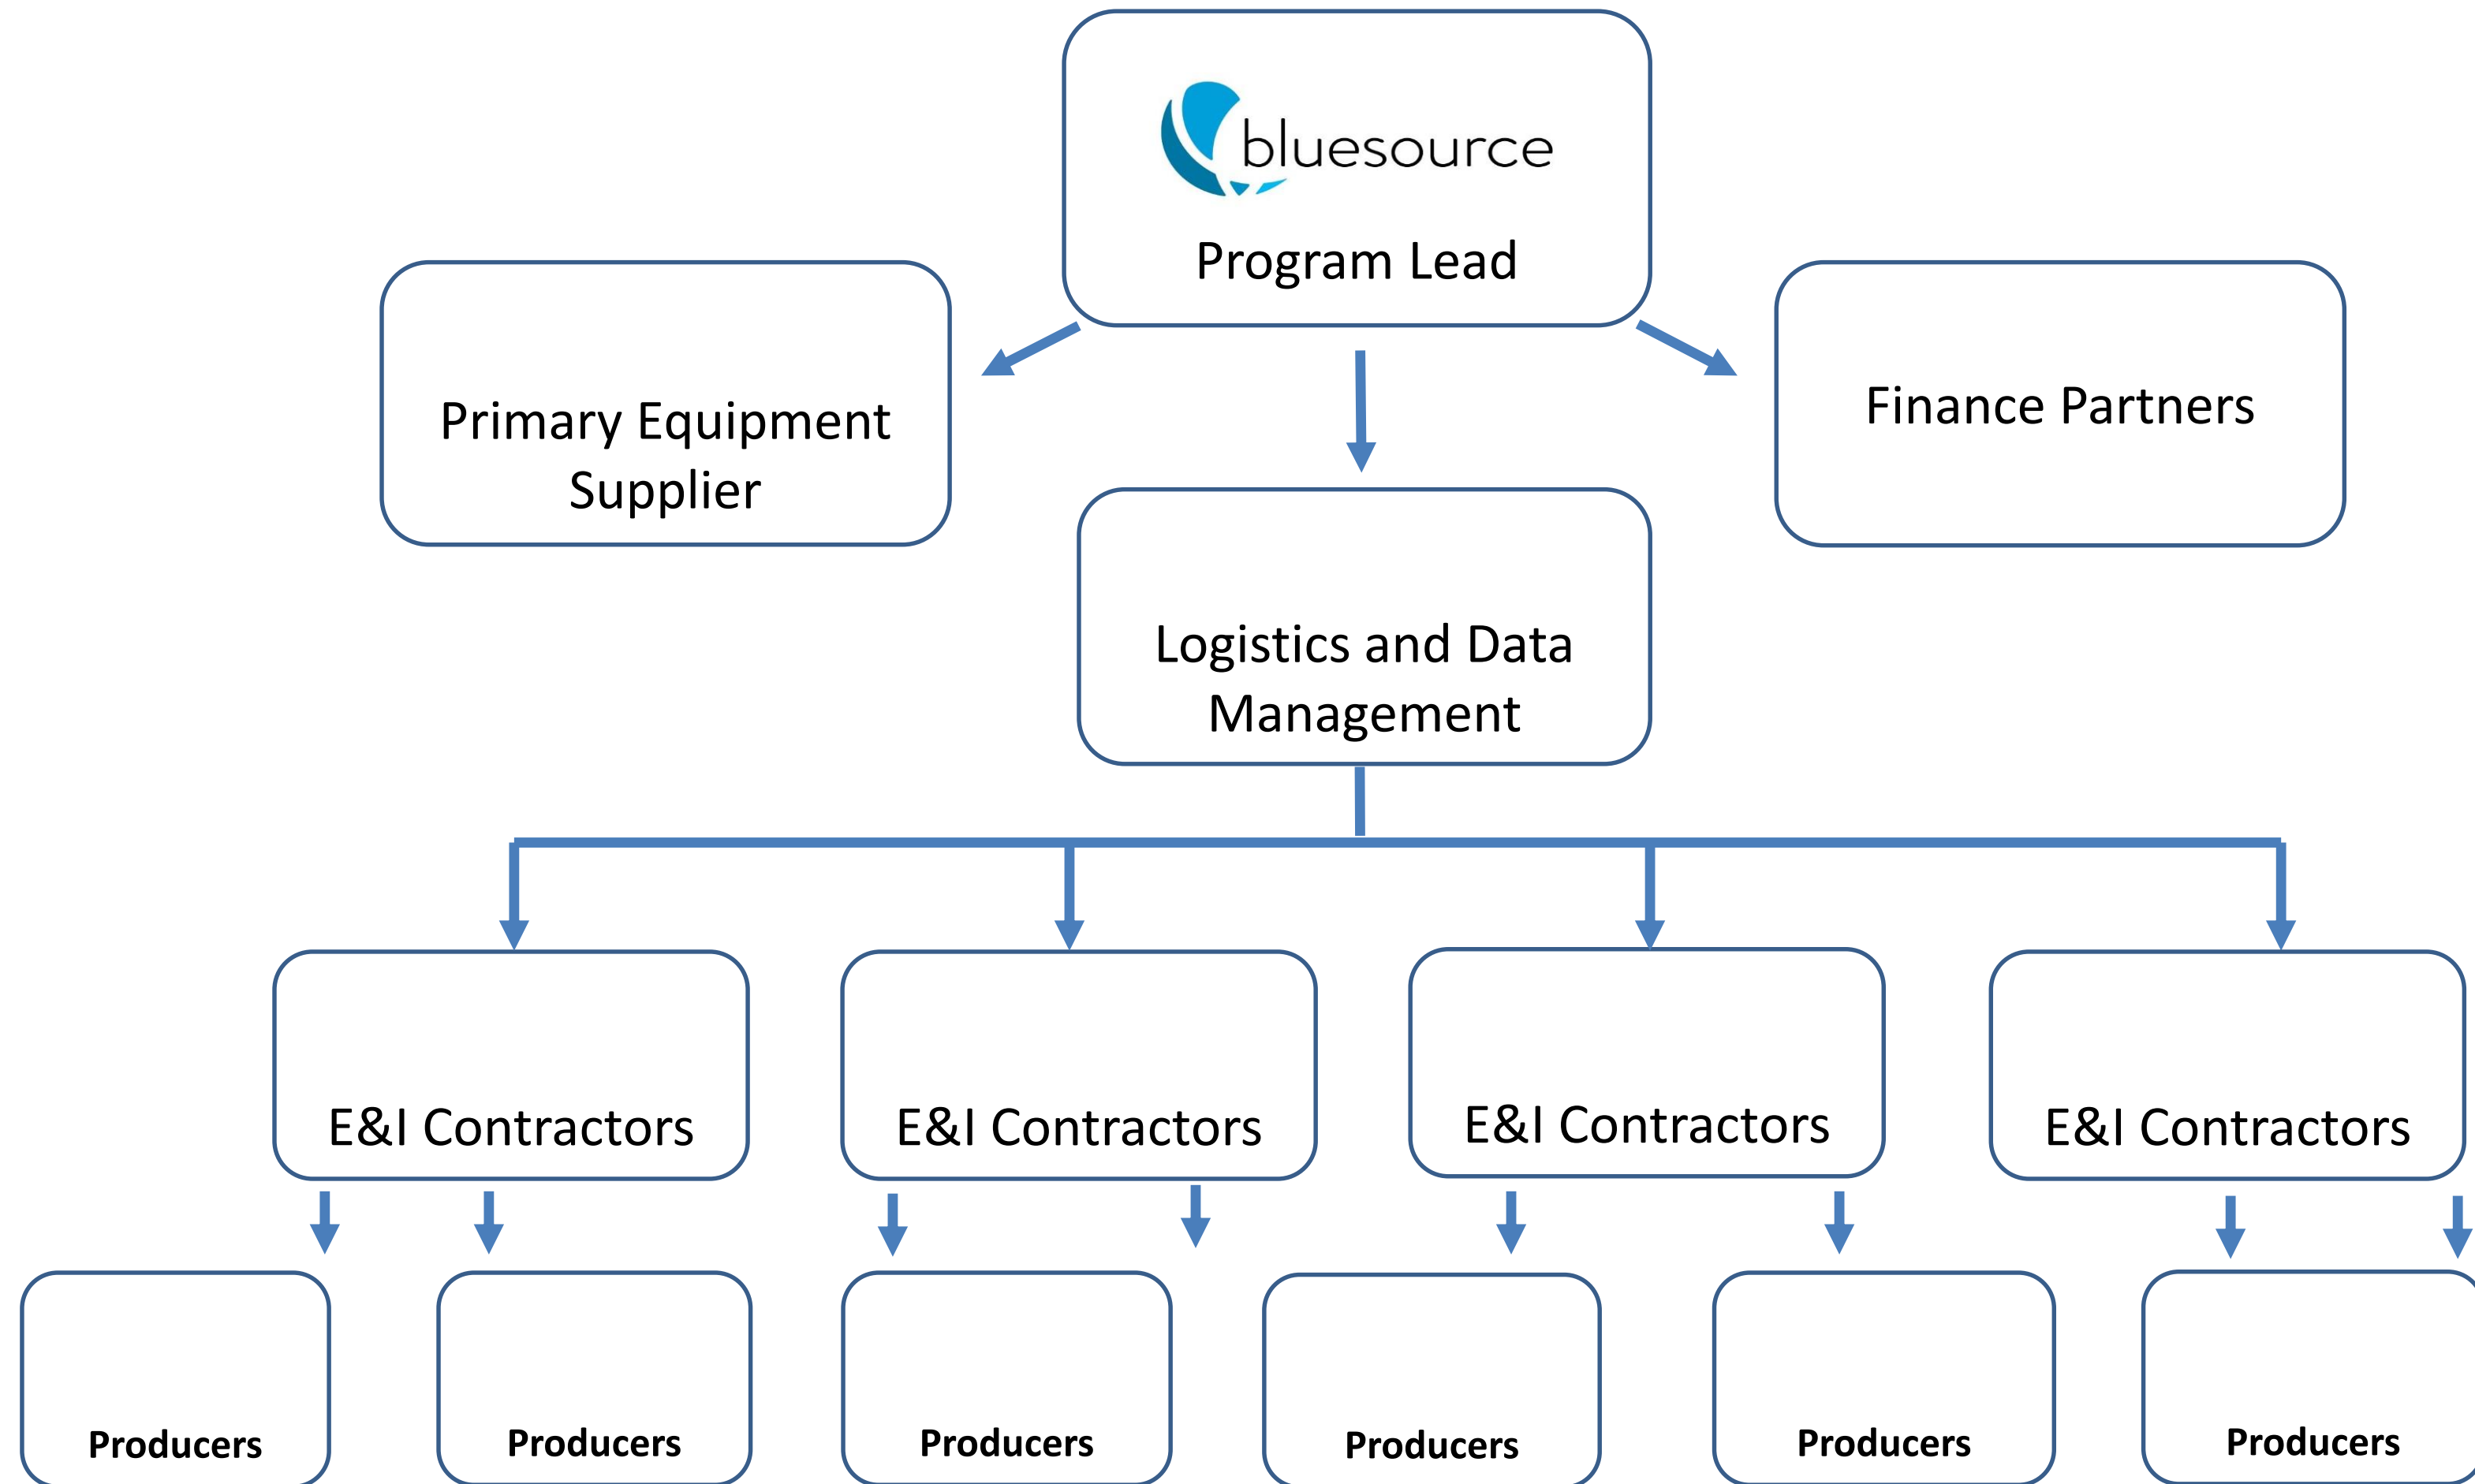 bluesource
Program Lead
Primary Equipment
Supplier
Finance Partners
Logistics and Data
Management
E&I Contractors
E&I Contractors
E&I Contractors
E&I Contractors
Producers
Producers
Producers
Producers
Producers
Producers